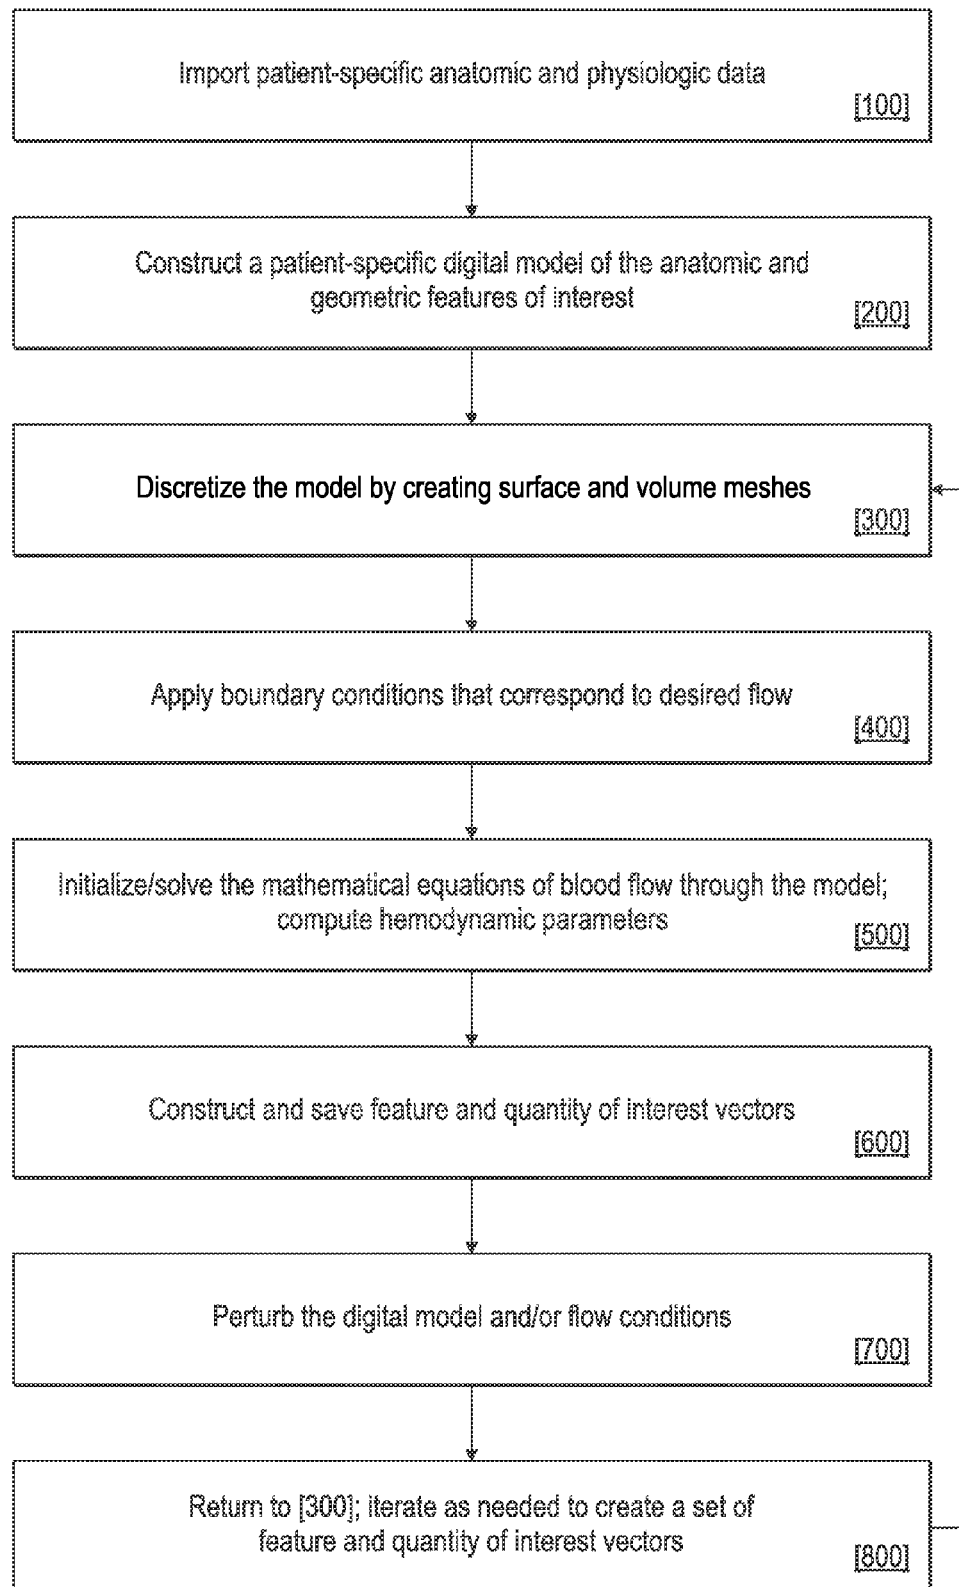 Import patient-specific anatomic and physiologic data
[100]
Construct a patient-specific digital model of the anatomic and
geometric features of interest
[200]
Discretize the model by creating surface and volume meshes
[300]
Apply boundary conditions that correspond to desired flow
[400]
Initialize/solve the mathematical equations of blood flow through the model;
compute hemodynamic parameters
[500]
Construct and save feature and quantity of interest vectors
[600]
Perturb the digital model and/or flow conditions
[700]
Return to [300]; iterate as needed to create a set of
feature and quantity of interest vectors
[800]